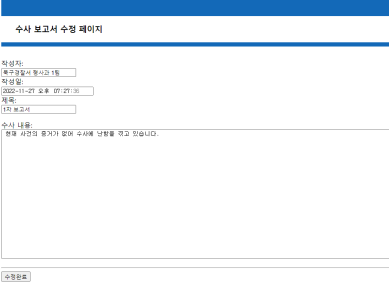 수사 보고서 수정 페이지
작성자:
북구경찰서 형사과 1팀
작성일:
2022-11-27 오후 07:27:36
제목:
1차 보고서
수사 내용:
현재 사건의 증거가 없어 수사에 난항을 겪고 있습니다.
수정완료